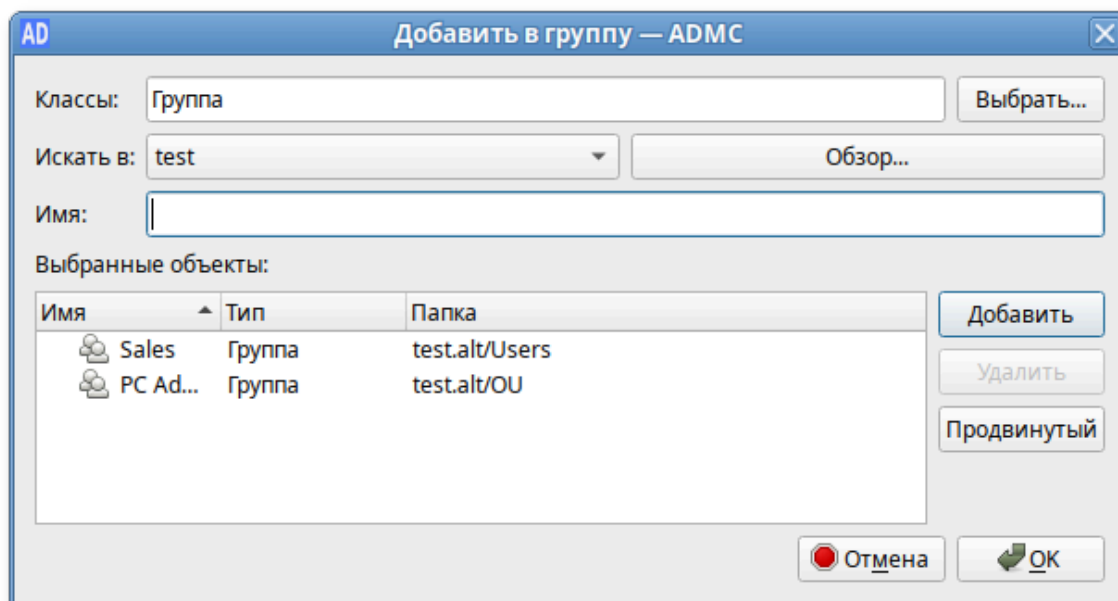 AD Добавить в группу — ADMC
Классы: Группа Выбрать...
Искать в: test Обзор...
Имя:
Выбранные объекты:
Имя Тип Папка
Sales Группа test.alt/Users
PC Ad... Группа test.alt/OU
Добавить
Удалить
Продвинутый
Отмена OK